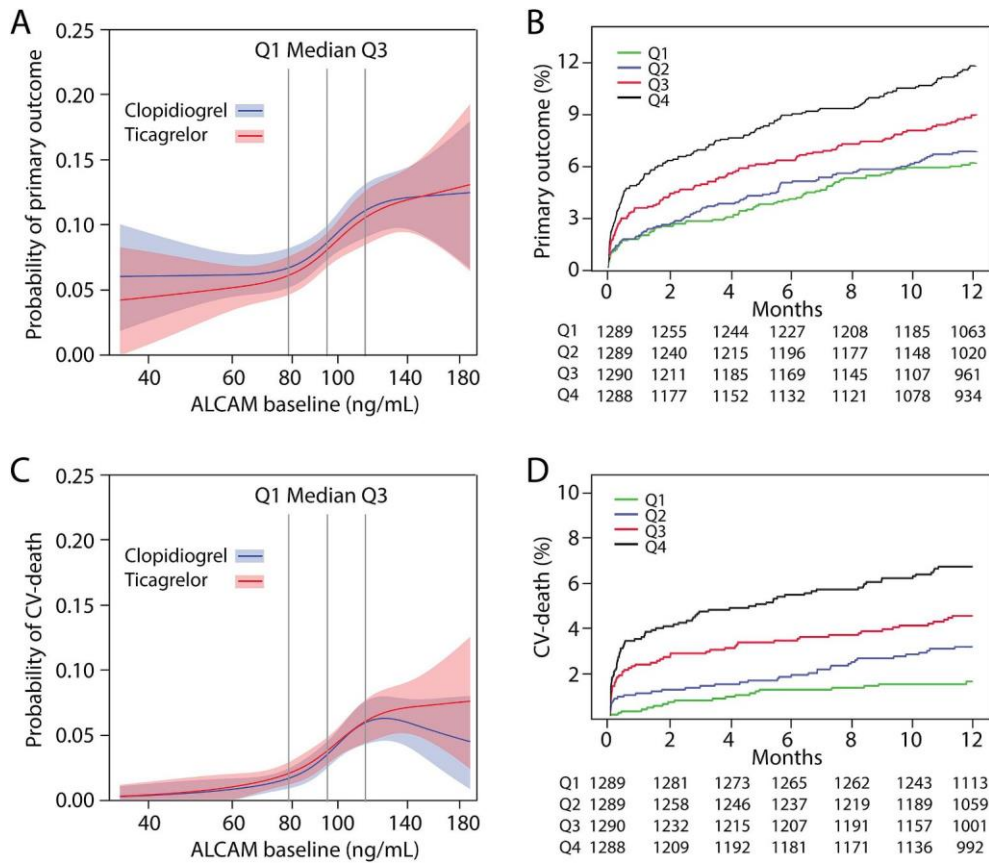 A
0.25
0.20
0.15
0.10
0.05
0.00
Probability of primary outcome
Q1 Median Q3
Clopidiogrel
Ticagrelor
40 60 80 100 140 180
ALCAM baseline (ng/mL)
B
12
9
6
3
0
Primary outcome (%)
Q1
Q2
Q3
Q4
0 2 4 6 8 10 12
Months
Q1 1289 1255 1244 1227 1208 1185 1063
Q2 1289 1240 1215 1196 1177 1148 1020
Q3 1290 1211 1185 1169 1145 1107 961
Q4 1288 1177 1152 1132 1121 1078 934
C
0.25
0.20
0.15
0.10
0.05
0.00
Probability of CV-death
Q1 Median Q3
Clopidiogrel
Ticagrelor
40 60 80 100 140 180
ALCAM baseline (ng/mL)
D
10
8
6
4
2
CV-death (%)
Q1
Q2
Q3
Q4
0 2 4 6 8 10 12
Months
Q1 1289 1281 1273 1265 1262 1243 1113
Q2 1289 1258 1246 1237 1219 1189 1059
Q3 1290 1232 1215 1207 1191 1157 1001
Q4 1288 1209 1192 1181 1171 1136 992